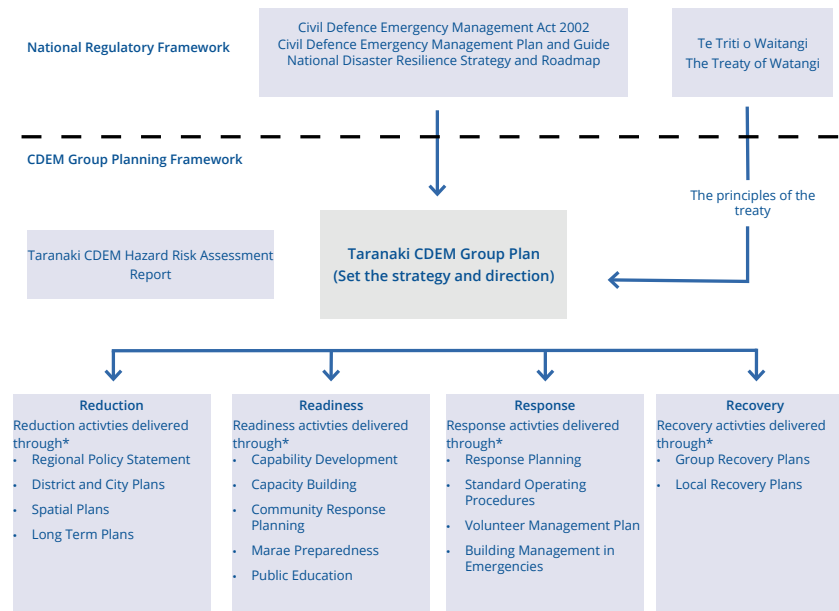 National Regulatory Framework
Civil Defence Emergency Management Act 2002
Civil Defence Emergency Management Plan and Guide
National Disaster Resilience Strategy and Roadmap
Te Triti o Waitangi
The Treaty of Watangi
CDEM Group Planning Framework
The principles of the
treaty
Taranaki CDEM Hazard Risk Assessment
Report
Taranaki CDEM Group Plan
(Set the strategy and direction)
Reduction
Reduction activties delivered
through*
• Regional Policy Statement
• District and City Plans
• Spatial Plans
• Long Term Plans
Readiness
Readiness activties delivered
through*
• Capability Development
• Capacity Building
• Community Response
Planning
• Marae Preparedness
• Public Education
Response
Response activties delivered
through*
• Response Planning
• Standard Operating
Procedures
• Volunteer Management Plan
• Building Management in
Emergencies
Recovery
Recovery activties delivered
through*
• Group Recovery Plans
• Local Recovery Plans